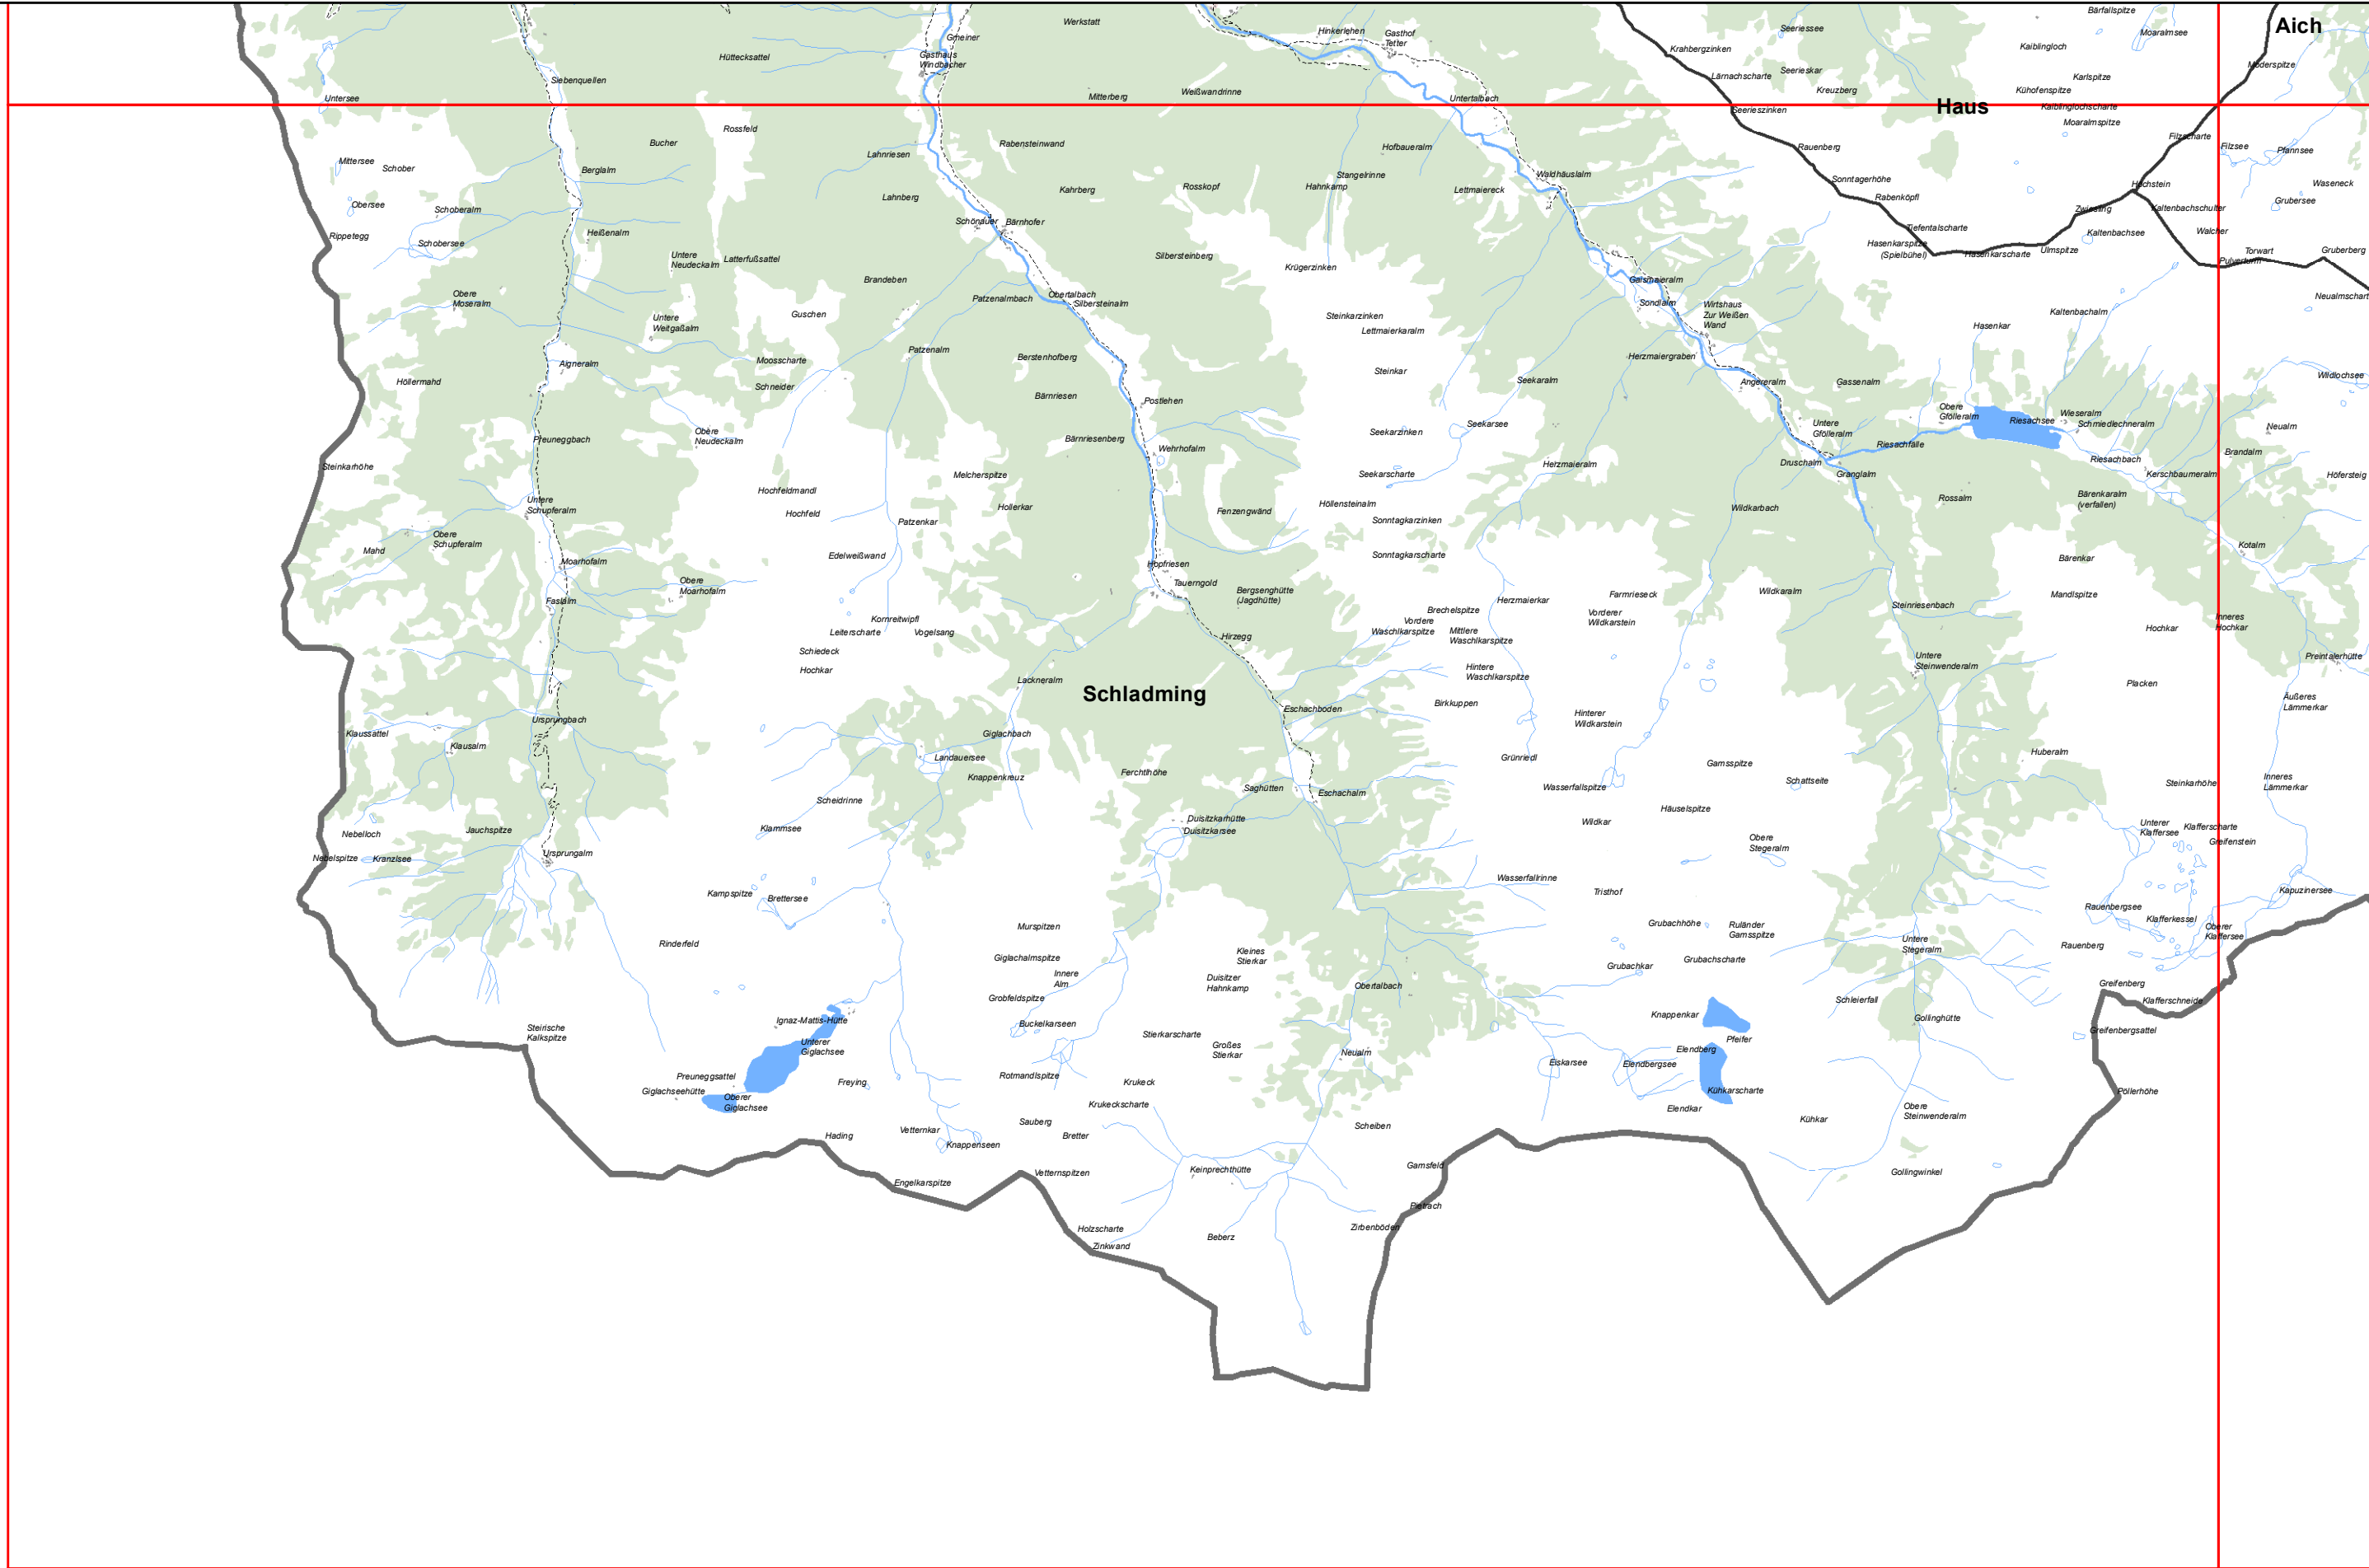 Bärfallspitze
Aich
Werkstatt
Seeriessee
Moaralmsee
Hinkerlehen
Gasthof
Tetter
Greiner
Krahbergzinken
Kaiblingloch
Hüttecksattel
Gasthaus
Windbacher
Moderspitze
Seerieskar
Lärnachscharte
Karlspitze
Siebenquellen
Kreuzberg
Kühofenspitze
Weißwandrinne
Untersee
Mitterberg
Untertalbach
Haus
Kaiblinglochscharte
Seerieszinken
Moaralmspitze
Rossfeld
Filzscharte
Bucher
Rabensteinwand
Hofbaueralm
Rauenberg
Filzsee
Pfannsee
Lahnriesen
Mittersee
Schober
Berglalm
Stangelrinne
Waldhäuslalm
Sonntagerhöhe
Hochstein
Waseneck
Kahrberg
Rosskopf
Hahnkamp
Lettmaiereck
Lahnberg
Rabenköpfl
Grubersee
Obersee
Schoberalm
Zwiesling
Kaltenbachschulter
Schönauer
Bärnhofer
Tiefentalscharte
Rippetegg
Heißenalm
Kaltenbachsee
Walcher
Schobersee
Hasenkarspitze
(Spielbühel)
Hasenkarscharte
Ulmspitze
Torwart
Gruberberg
Untere
Neudeckalm
Latterfußsattel
Silbersteinberg
Pulverturm
Krügerzinken
Brandeben
Geismaieralm
Obere
Moseralm
Patzenalmbach
Obertalbach
Silbersteinalm
Sondlalm
Wirtshaus
Zur Weißen
Wand
Neualmschart
Guschen
Steinkarzinken
Kaltenbachalm
Untere
Weitgaßalm
Lettmaierkaralm
Hasenkar
Patzenalm
Berstenhofberg
Herzmaiergraben
Moosscharte
Aigneralm
Steinkar
Wildlochsee
Höllermahd
Schneider
Seekaralm
Angereralm
Gassenalm
Bärnriesen
Postlehen
Obere
Gfölleralm
Riesachsee
Wieseralm
Schmiedlechneralm
Seekarsee
Untere
Gfölleralm
Neualm
Obere
Neudeckalm
Preuneggbach
Bärnriesenberg
Seekarzinken
Riesachfälle
Wehrhofalm
Brandalm
Riesachbach
Steinkarhöhe
Herzmaieralm
Druschalm
Granglalm
Kerschbaumeralm
Höfersteig
Melcherspitze
Seekarscharte
Hochfeldmandl
Rossalm
Bärenkaralm
(verfallen)
Untere
Schupferalm
Hollerkar
Höllensteinalm
Wildkarbach
Hochfeld
Fenzengwänd
Patzenkar
Sonntagkarzinken
Obere
Schupferalm
Mahd
Edelweißwand
Sonntagkarscharte
Kotalm
Moarhofalm
Hopfriesen
Bärenkar
Obere
Moarhofalm
Tauerngold
Bergsenghütte
(Jagdhütte)
Wildkaralm
Mandlspitze
Faslalm
Herzmaierkar
Farmrieseck
Steinriesenbach
Brechelspitze
Vorderer
Wildkarstein
Kornreitwipfl
Vordere
Waschlkarspitze
Inneres
Hochkar
Leiterscharte
Vogelsang
Hirzegg
Mittlere
Waschlkarspitze
Hochkar
Schiedeck
Untere
Steinwenderalm
Preintalerhütte
Hochkar
Hintere
Waschlkarspitze
Lackneralm
Schladming
Placken
Eschachboden
Birkkuppen
Äußeres
Lämmerkar
Ursprungbach
Hinterer
Wildkarstein
Klaussattel
Giglachbach
Klausalm
Landauersee
Grünriedl
Huberalm
Gamsspitze
Knappenkreuz
Ferchtlhöhe
Saghütten
Eschachalm
Wasserfallspitze
Schattseite
Steinkarhöhe
Inneres
Lämmerkar
Scheidrinne
Häuselspitze
Duisitzkarhütte
Duisitzkarsee
Klammsee
Wildkar
Jauchspitze
Nebelloch
Unterer
Klaffersee
Klafferscharte
Greifenstein
Obere
Stegeralm
Nebelspitze
Kranzlsee
Ursprungalm
Wasserfallrinne
Kampspitze
Brettersee
Tristhof
Kapuzinersee
Rauenbergsee
Murspitzen
Grubachhöhe
Ruländer
Gamsspitze
Klafferkessel
Oberer
Klaffersee
Rinderfeld
Kleines
Stierkar
Untere
Stegeralm
Rauenberg
Giglachalmspitze
Grubachkar
Grubachscharte
Innere
Alm
Duisitzer
Hahnkamp
Obertalbach
Greifenberg
Grobfeldspitze
Schleierfall
Klafferschneide
Ignaz-Mattis-Hütte
Buckelkarseen
Knappenkar
Gollinghütte
Steirische
Kalkspitze
Stierkarscharte
Greifenbergsattel
Unterer
Giglachsee
Großes
Stierkar
Pfeifer
Neualm
Elendberg
Eiskarsee
Elendbergsee
Preuneggsattel
Rotmandlspitze
Freying
Krukeck
Giglachseehütte
Kühkarscharte
Pöllerhöhe
Oberer
Giglachsee
Krukeckscharte
Elendkar
Obere
Steinwenderalm
Sauberg
Kühkar
Scheiben
Vetternkar
Hading
Bretter
Knappenseen
Gamsfeld
Keinprechthütte
Vetternspitzen
Gollingwinkel
Engelkarspitze
Pietrach
Holzscharte
Zirbenböden
Beberz
Zinkwand